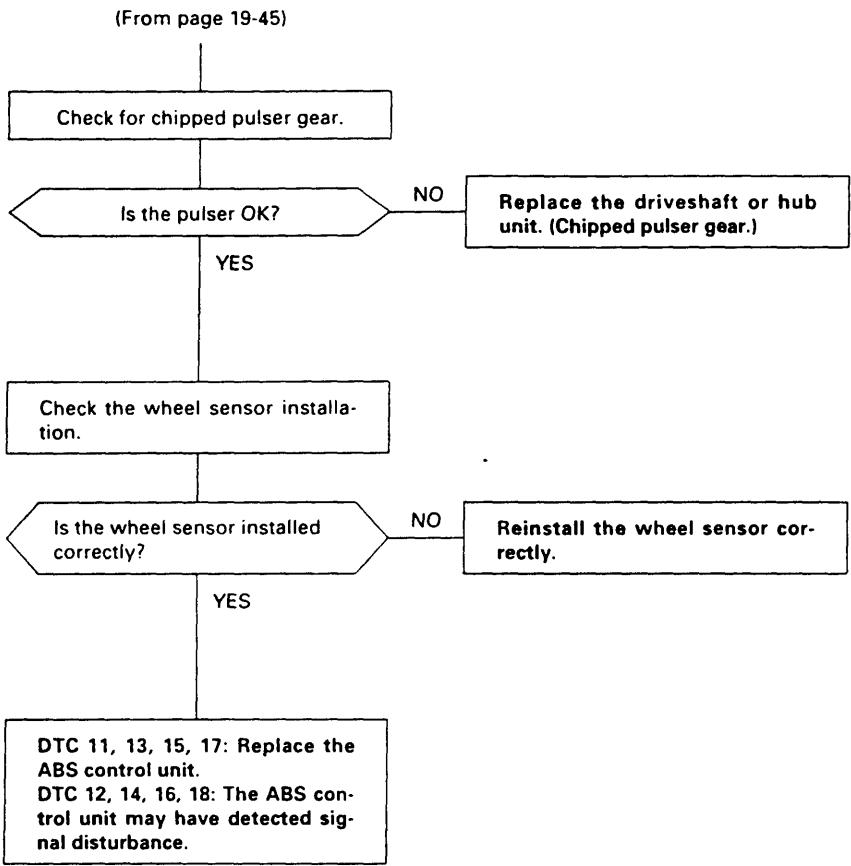 (From page 19-45)
Check for chipped pulser gear.
Is the pulser OK?
NO
Replace the driveshaft or hub
unit. (Chipped pulser gear.)
YES
Check the wheel sensor installa-
tion.
Is the wheel sensor installed
correctly?
NO
Reinstall the wheel sensor cor-
rectly.
YES
DTC 11, 13, 15, 17: Replace the
ABS control unit.
DTC 12, 14, 16, 18: The ABS con-
trol unit may have detected sig-
nal disturbance.